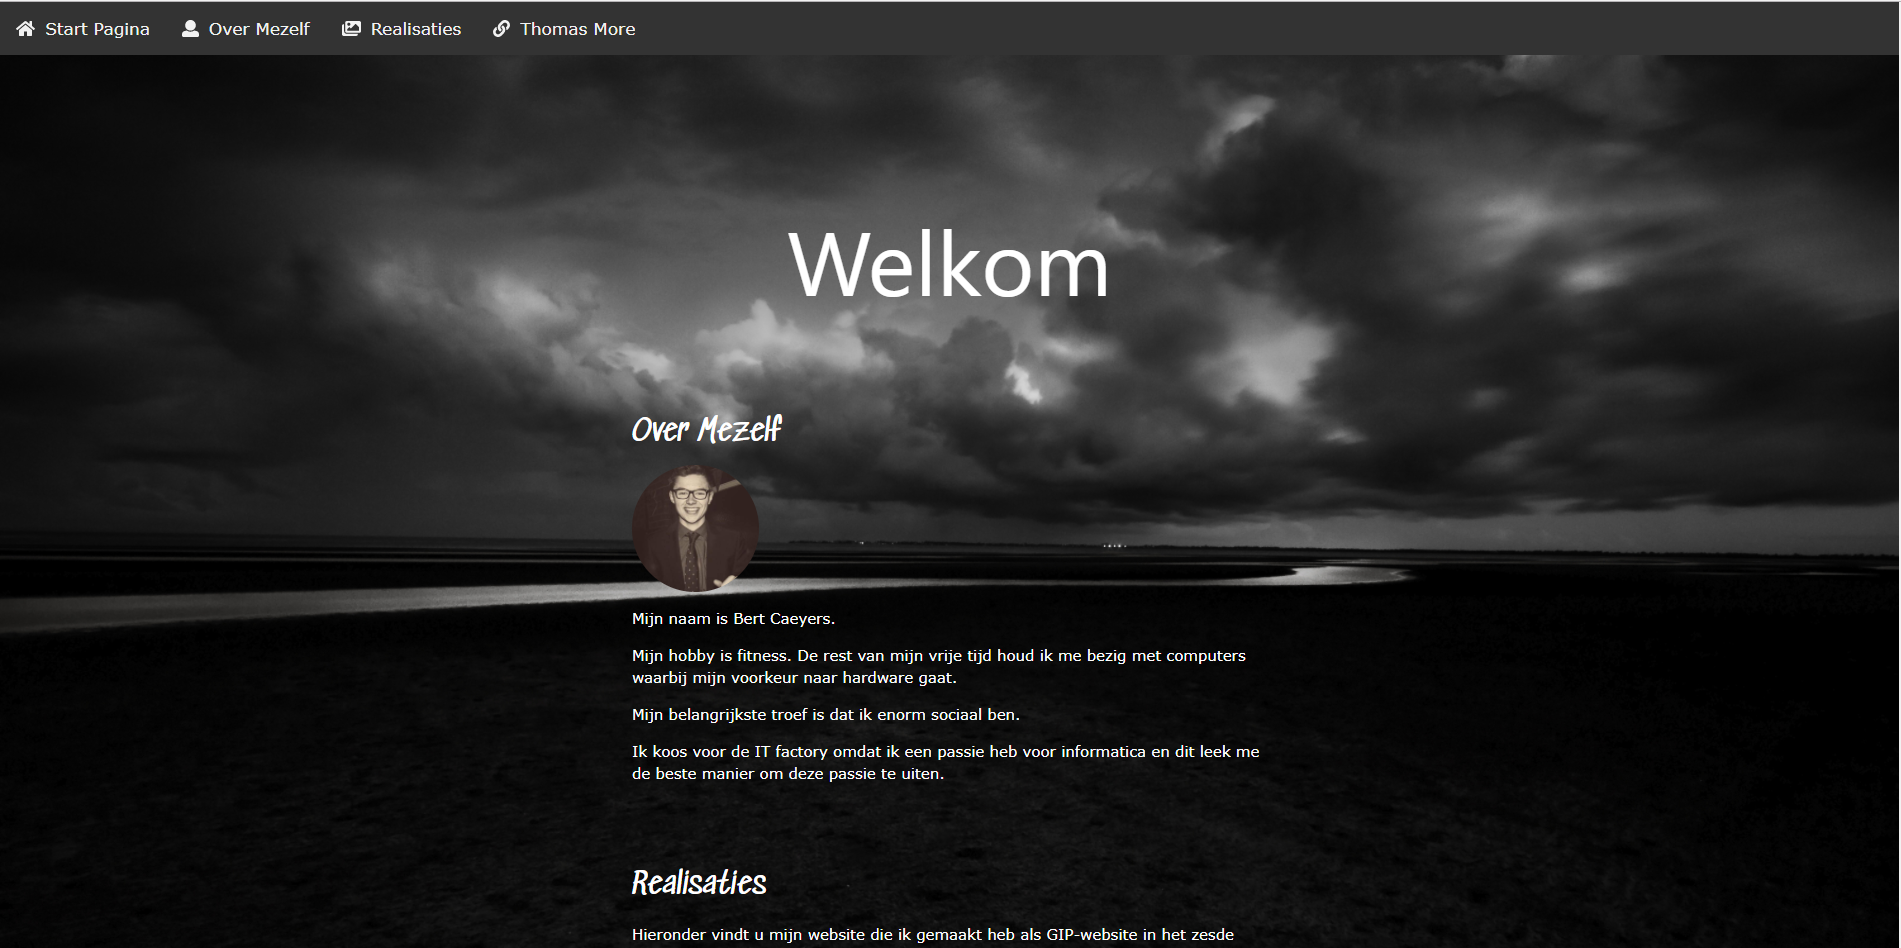 Start Pagina Over Mezelf Realisaties Thomas More
Welkom
Over Mezelf
Mijn naam is Bert Caeyers.
Mijn hobby is fitness. De rest van mijn vrije tijd houd ik me bezig met computers
waarbij mijn voorkeur naar hardware gaat.
Mijn belangrijkste troef is dat ik enorm sociaal ben.
Ik koos voor de IT factory omdat ik een passie heb voor informatica en dit leek me
de beste manier om deze passie te uiten.
Realisaties
Hieronder vindt u mijn website die ik gemaakt heb als GIP-website in het zesde